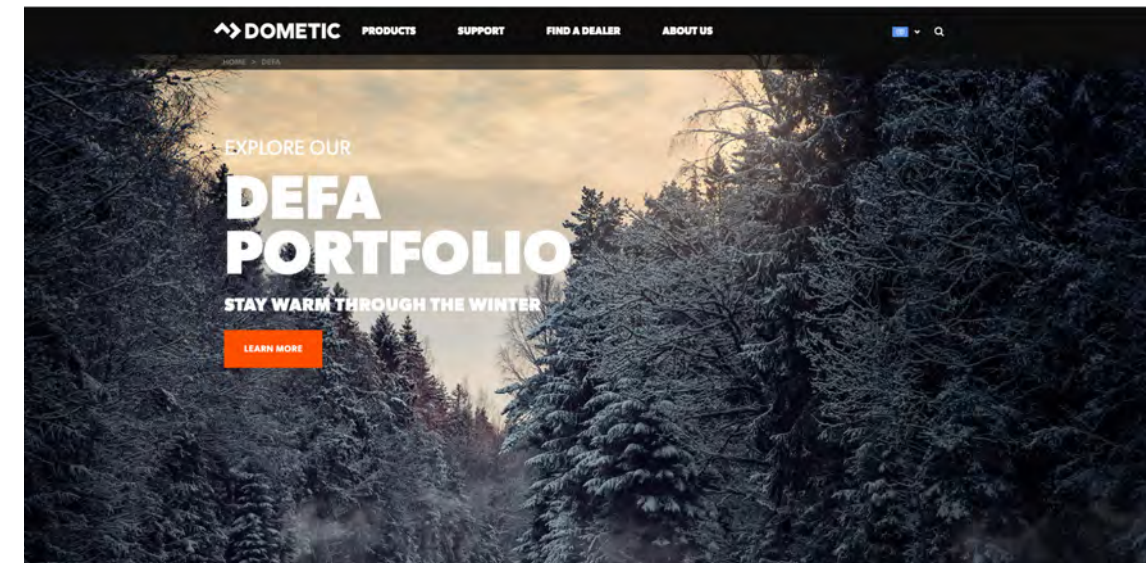 DOMETIC PRODUCTS SUPPORT FIND A DEALER ABOUT US
HOME > DEFA
EXPLORE OUR
DEFA
PORTFOLIO
STAY WARM THROUGH THE WINTER
LEARN MORE